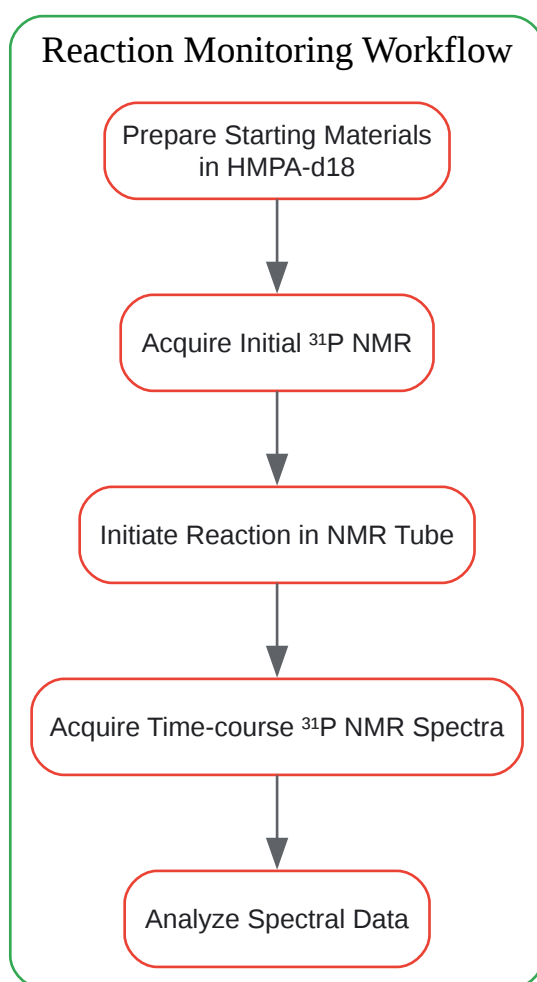 Reaction Monitoring Workflow
Prepare Starting Materials
in HMPA-d18
Acquire Initial ³¹P NMR
Initiate Reaction in NMR Tube
Acquire Time-course ³¹P NMR Spectra
Analyze Spectral Data